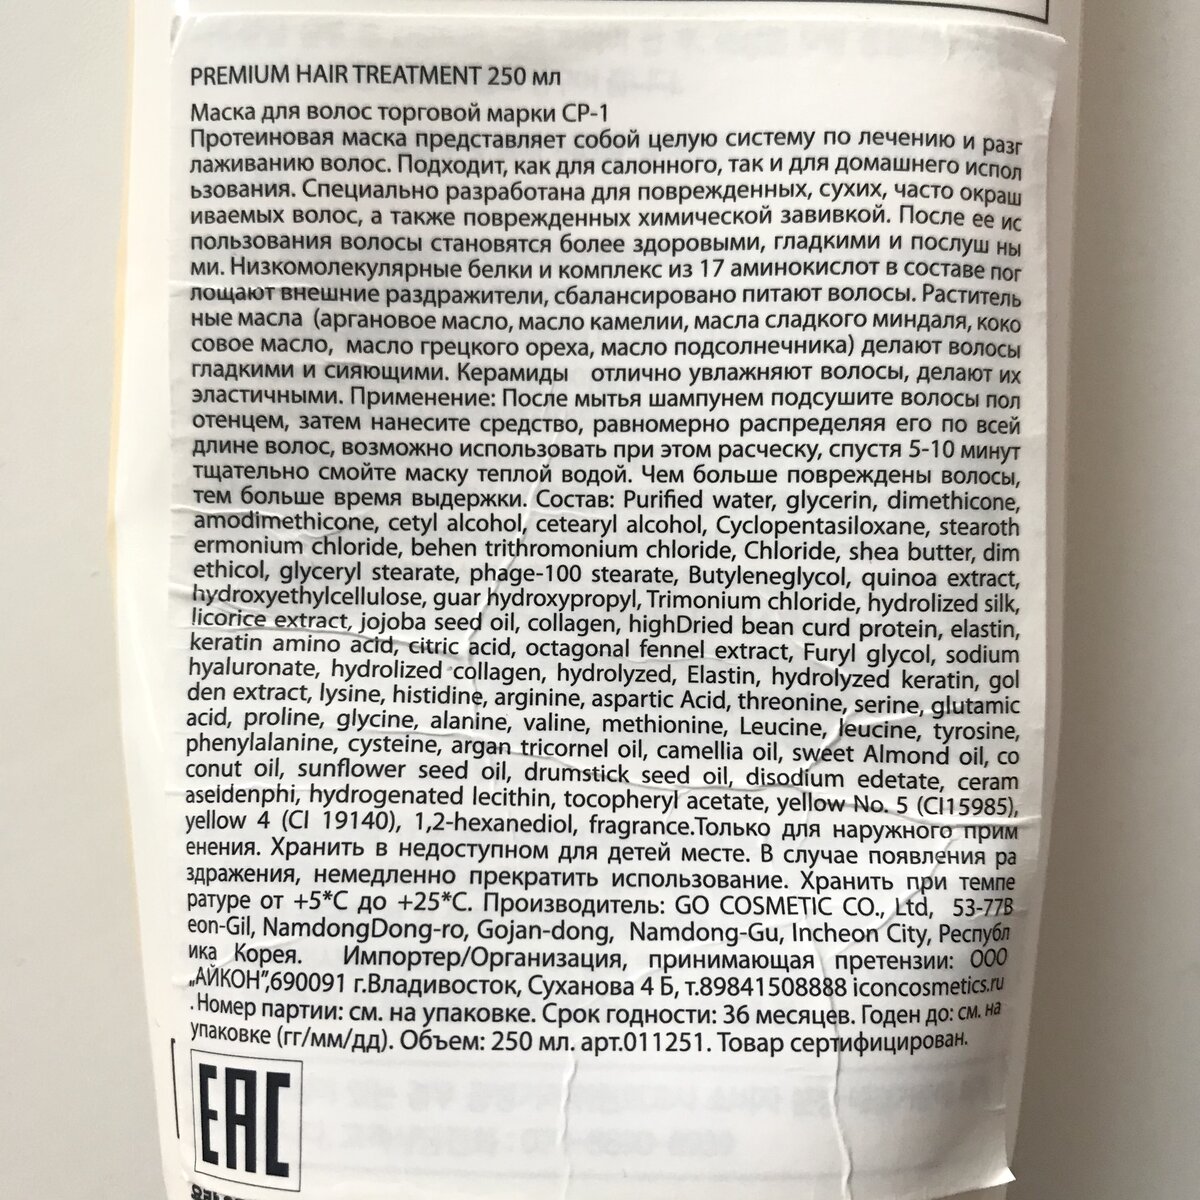 PREMIUM HAIR TREATMENT 250 мл
Маска для волос торговой марки CP-1
Протеиновая маска представляет собой целую систему по лечению и разг
лаживанию волос. Подходит, как для салонного, так и для домашнего испол
ьзования. Специально разработана для поврежденных, сухих, часто окраш
иваемых волос, а также поврежденных химической завивкой. После ее ис
пользования волосы становятся более здоровыми, гладкими и послуш ны
ми. Низкомолекулярные белки и комплекс из 17 аминокислот в составе пог
лощают внешние раздражители, сбалансировано питают волосы. Раститель
ные масла (аргановое масло, масло камелии, масла сладкого миндаля, коко
совое масло, масло грецкого ореха, масло подсолнечника) делают волосы
гладкими и сияющими. Керамиды отлично увлажняют волосы, делают их
эластичными. Применение: После мытья шампунем подсушите волосы пол
отенцем, затем нанесите средство, равномерно распределяя его по всей
длине волос, возможно использовать при этом расческу, спустя 5-10 минут
тщательно смойте маску теплой водой. Чем больше повреждены волосы,
тем больше время выдержки. Состав: Purified water, glycerin, dimethicone,
amodimethicone, cetyl alcohol, cetearyl alcohol, Cyclopentasiloxane, stearoth
ermonium chloride, behen trithromonium chloride, Chloride, shea butter, dim
ethicol, glyceryl stearate, phage-100 stearate, Butyleneglycol, quinoa extract,
hydroxyethylcellulose, guar hydroxypropyl, Trimonium chloride, hydrolized silk,
licorice extract, jojoba seed oil, collagen, highDried bean curd protein, elastin,
keratin amino acid, citric acid, octagonal fennel extract, Furyl glycol, sodium
hyaluronate, hydrolized collagen, hydrolyzed, Elastin, hydrolyzed keratin, gol
den extract, lysine, histidine, arginine, aspartic Acid, threonine, serine, glutamic
acid, proline, glycine, alanine, valine, methionine, Leucine, leucine, tyrosine,
phenylalanine, cysteine, argan tricornel oil, camellia oil, sweet Almond oil, co
conut oil, sunflower seed oil, drumstick seed oil, disodium edetate, ceram
aseidenphi, hydrogenated lecithin, tocopheryl acetate, yellow No. 5 (CI15985),
yellow 4 (CI 19140), 1,2-hexanediol, fragrance.Только для наружного прим
енения. Хранить в недоступном для детей месте. В случае появления ра
здражения, немедленно прекратить использование. Хранить при темпе
ратуре от +5*С до +25*С. Производитель: GO COSMETIC CO., Ltd, 53-77B
eon-Gil, NamdongDong-ro, Gojan-dong, Namdong-Gu, Incheon City, Республ
ика Корея. Импортер/Организация, принимающая претензии: ООО
„АЙКОН”,690091 г.Владивосток, Суханова 4 Б, т.89841508888 iconcosmetics.ru
. Номер партии: см. на упаковке. Срок годности: 36 месяцев. Годен до: см. на
упаковке (гг/мм/дд). Объем: 250 мл. арт.011251. Товар сертифицирован.
EAC